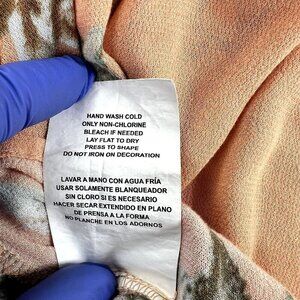 HAND WASH COLD
ONLY NON-CHLORINE
BLEACH IF NEEDED
LAY FLAT TO DRY
PRESS TO SHAPE
DO NOT IRON ON DECORATION
LAVAR A MANO CON AGUA FRÍA
USAR SOLAMENTE BLANQUEADOR
SIN CLORO SI ES NECESARIO
HACER SECAR EXTENDIDO EN PLANO
DE PRENSA A LA FORMA
NO PLANCHE EN LOS ADORNOS